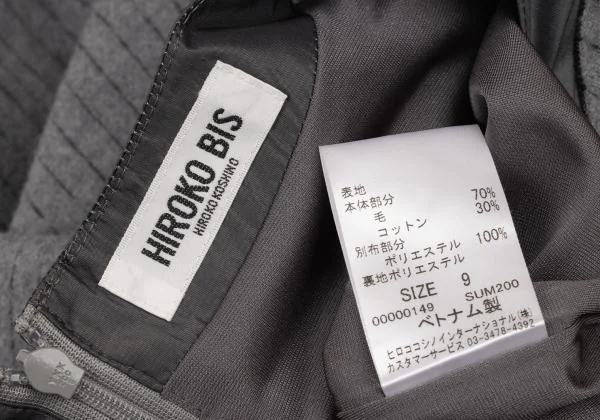 HIROKO BIS
HIROKO KOSHINO
表地
本体部分
毛 70%
コットン 30%
別布部分
ポリエステル 100%
裏地ポリエステル
SIZE 9
00000149 SUM200
ベトナム製
ヒロココシノインターナショナル(株)
カスタマーサービス 03-3478-4392